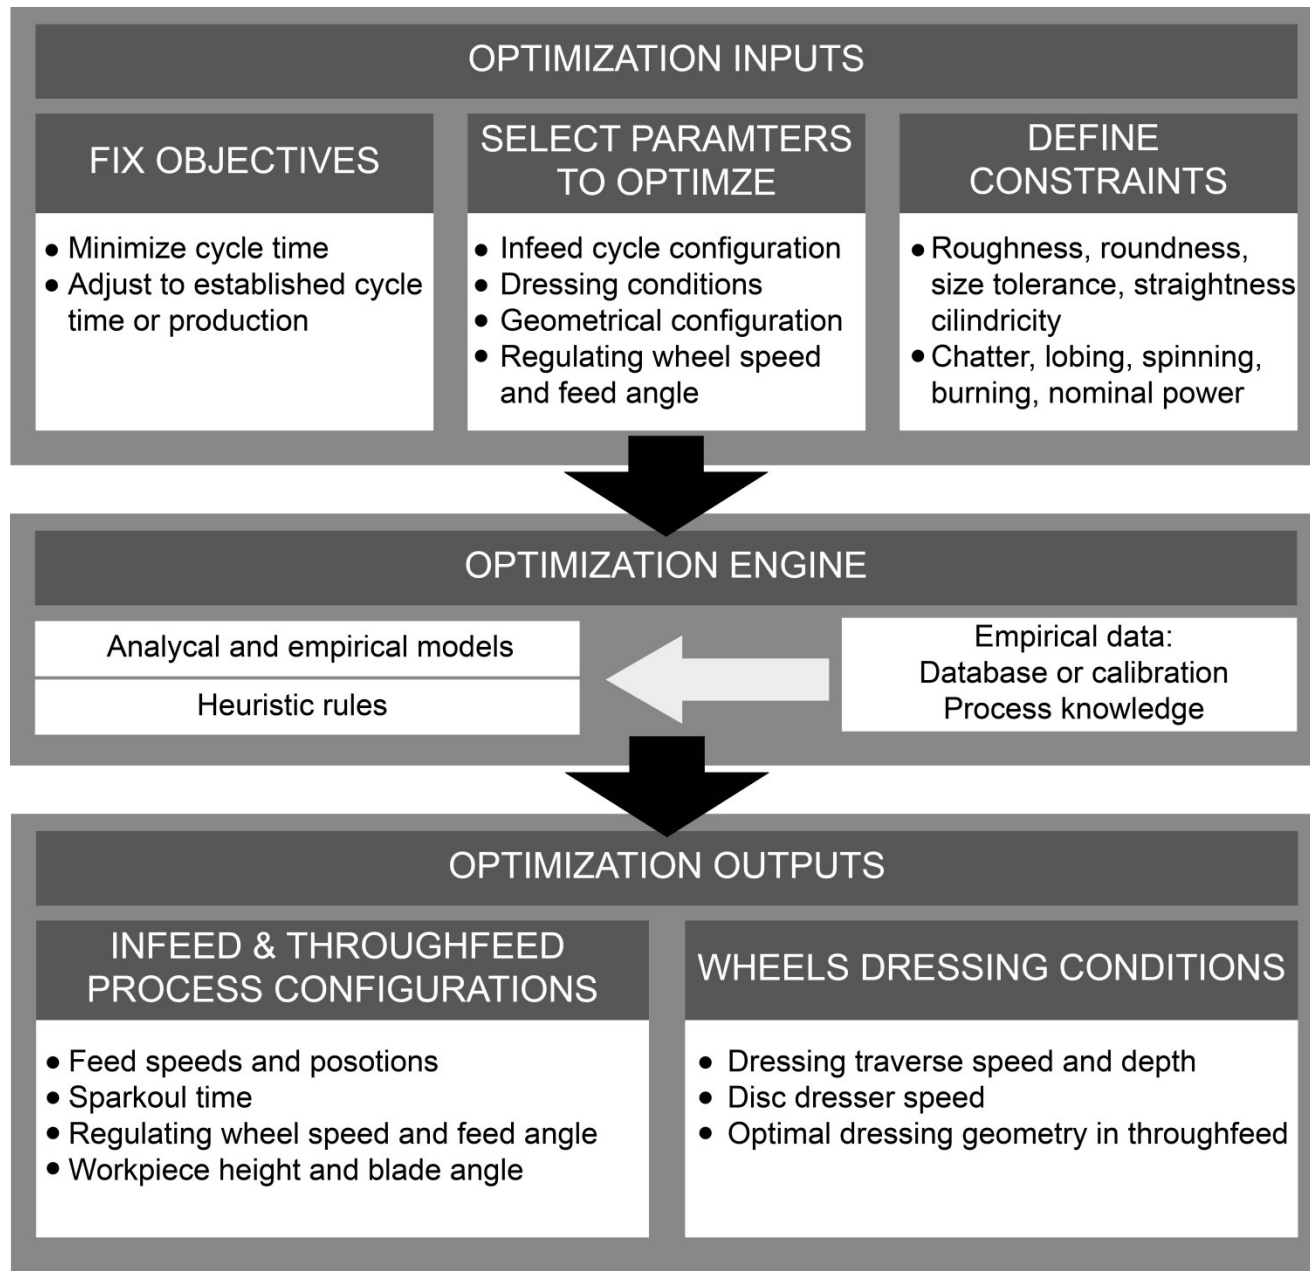 OPTIMIZATION INPUTS
FIX OBJECTIVES
● Minimize cycle time
● Adjust to established cycle
time or production
SELECT PARAMTERS
TO OPTIMZE
● Infeed cycle configuration
● Dressing conditions
● Geometrical configuration
● Regulating wheel speed
and feed angle
DEFINE
CONSTRAINTS
● Roughness, roundness,
size tolerance, straightness
cilindricity
● Chatter, lobing, spinning,
burning, nominal power
OPTIMIZATION ENGINE
Analycal and empirical models
Heuristic rules
Empirical data:
Database or calibration
Process knowledge
OPTIMIZATION OUTPUTS
INFEED & THROUGHFEED
PROCESS CONFIGURATIONS
● Feed speeds and posotions
● Sparkoul time
● Regulating wheel speed and feed angle
● Workpiece height and blade angle
WHEELS DRESSING CONDITIONS
● Dressing traverse speed and depth
● Disc dresser speed
● Optimal dressing geometry in throughfeed